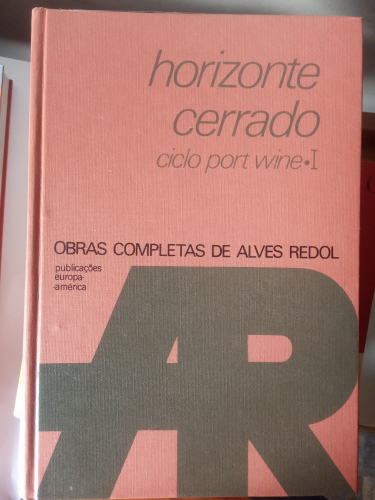 horizonte
cerrado
ciclo port wine•I
OBRAS COMPLETAS DE ALVES REDOL
publicações
europa-
-américa
AR